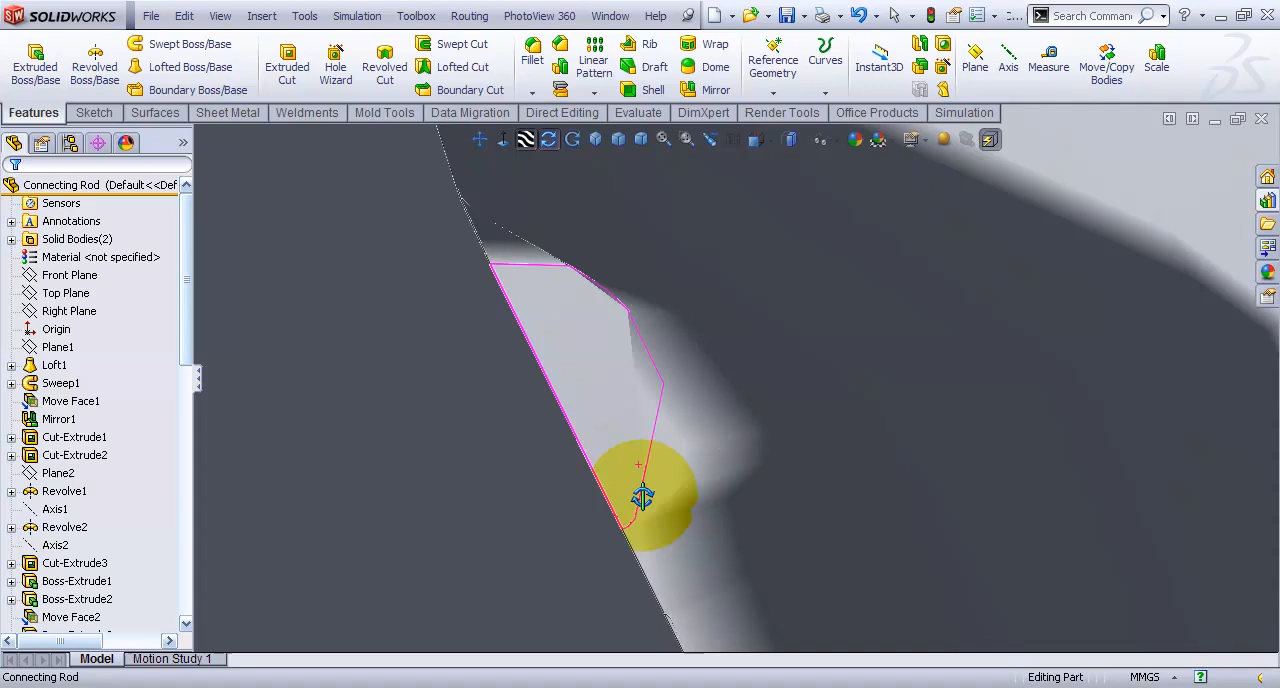 SOLIDWORKS File Edit View Insert Tools Simulation Toolbox Routing PhotoView 360 Window Help Search Comman
Extruded Boss/Base
Revolved Boss/Base
Swept Boss/Base
Lofted Boss/Base
Boundary Boss/Base
Extruded Cut
Hole Wizard
Revolved Cut
Swept Cut
Lofted Cut
Boundary Cut
Fillet
Linear Pattern
Rib
Draft
Shell
Wrap
Dome
Mirror
Reference Geometry
Curves
Instant3D
Plane
Axis
Measure
Move/Copy Bodies
Scale
Features Sketch Surfaces Sheet Metal Weldments Mold Tools Data Migration Direct Editing Evaluate DimXpert Render Tools Office Products Simulation
Connecting Rod (Default<<Def
Sensors
Annotations
Solid Bodies(2)
Material <not specified>
Front Plane
Top Plane
Right Plane
Origin
Plane1
Loft1
Sweep1
Move Face1
Mirror1
Cut-Extrude1
Cut-Extrude2
Plane2
Revolve1
Axis1
Revolve2
Axis2
Cut-Extrude3
Boss-Extrude1
Boss-Extrude2
Move Face2
Model Motion Study 1
Connecting Rod Editing Part MMGS